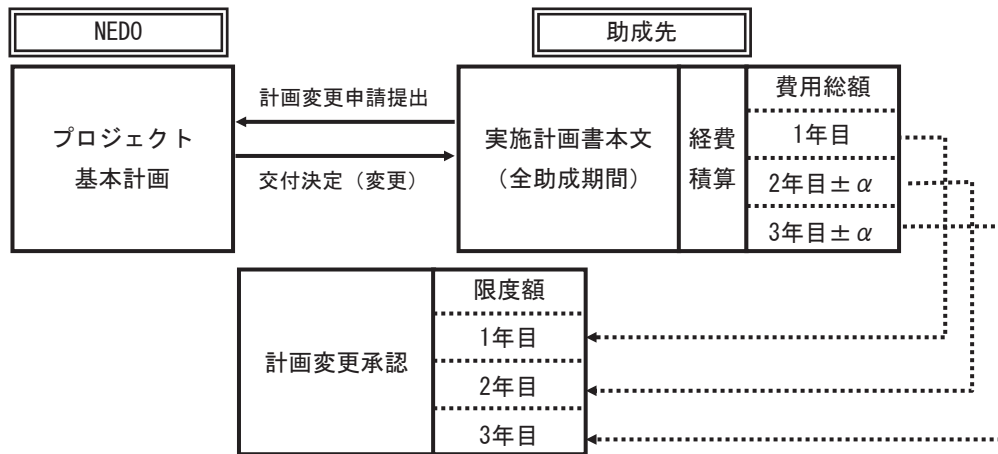 NEDO
助成先
計画変更申請提出
交付決定（変更）
プロジェクト
基本計画
実施計画書本文
（全助成期間）
経費
積算
費用総額
1年目
2年目±α
3年目±α
計画変更承認
限度額
1年目
2年目
3年目